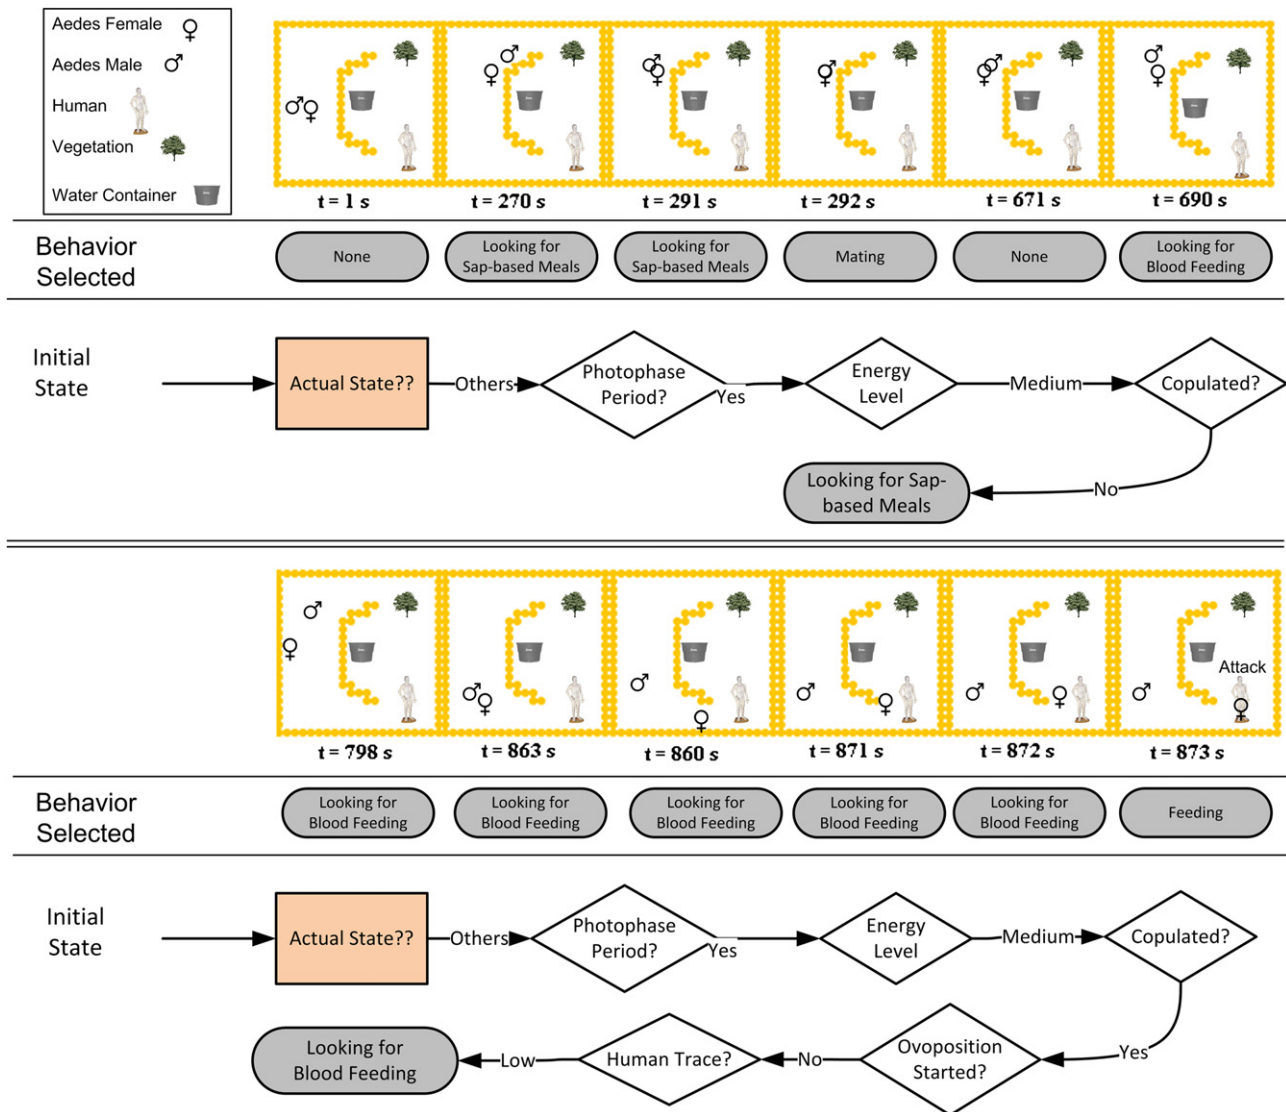 Aedes Female
Aedes Male
Human
Vegetation
Water Container
t = 1 s
t = 270 s
t = 291 s
t = 292 s
t = 671 s
t = 690 s
Behavior
Selected
None
Looking for
Sap-based Meals
Looking for
Sap-based Meals
Mating
None
Looking for
Blood Feeding
Initial
State
Actual State??
Others
Photophase
Period?
Yes
Energy
Level
Medium
Copulated?
No
Looking for Sap-
based Meals
Attack
t = 798 s
t = 863 s
t = 860 s
t = 871 s
t = 872 s
t = 873 s
Behavior
Selected
Looking for
Blood Feeding
Looking for
Blood Feeding
Looking for
Blood Feeding
Looking for
Blood Feeding
Looking for
Blood Feeding
Feeding
Initial
State
Actual State??
Others
Photophase
Period?
Yes
Energy
Level
Medium
Copulated?
Yes
Ovoposition
Started?
No
Human Trace?
Low
Looking for
Blood Feeding